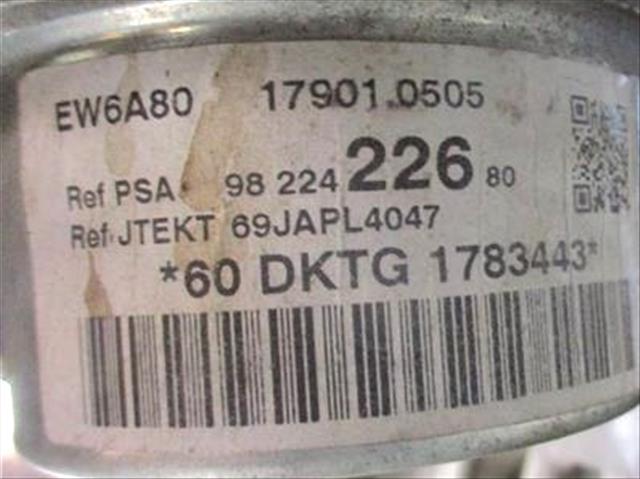 EW6A80 17901.0505
Ref PSA 98 224 226 80
Ref JTEKT 69JAPL4047
*60 DKTG 1783443*